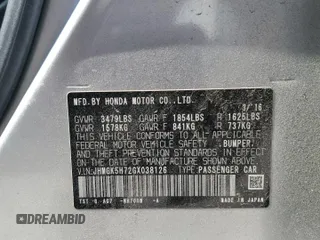 MFD.BY HONDA MOTOR CO.,LTD.
3/16
GVWR 3479LBS GAWR F 1854LBS R 1625LBS
GVWR 1578KG GAWR F 841KG R 737KG
THIS VEHICLE CONFORMS TO ALL APPLICABLE
FEDERAL MOTOR VEHICLE SAFETY, BUMPER,
AND THEFT PREVENTION STANDARDS IN EFFECT ON
THE DATE OF MANUFACTURE SHOWN ABOVE.
V.I.N:JHMGK5H72GX038126 TYPE:PASSENGER CAR
MADE IN JAPAN
DEALERSHIP.COM